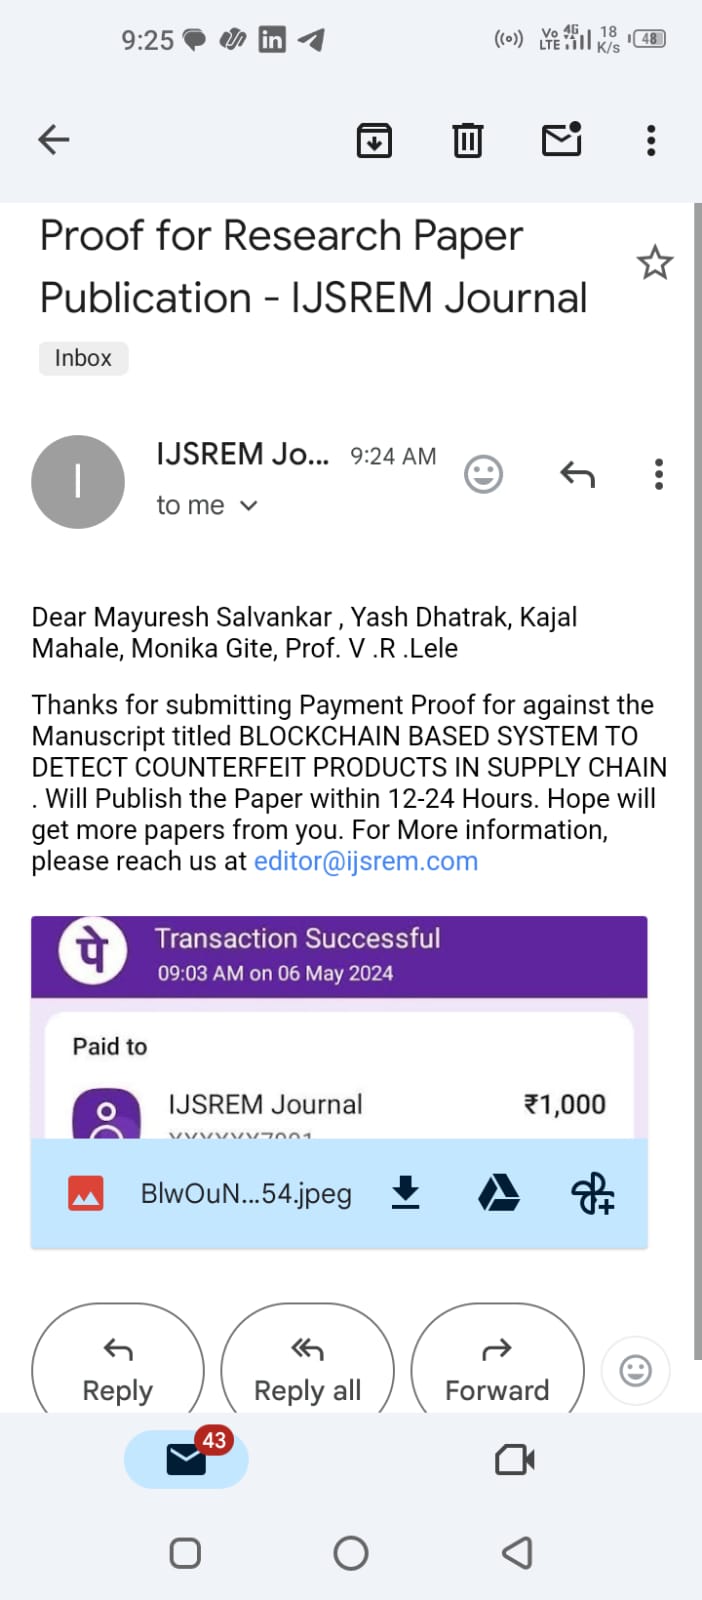 9:25
Vo 4G 18
LTE K/s 48
Proof for Research Paper
Publication - IJSREM Journal
Inbox
I
IJSREM Jo... 9:24 AM
to me
Dear Mayuresh Salvankar , Yash Dhatrak, Kajal
Mahale, Monika Gite, Prof. V .R .Lele
Thanks for submitting Payment Proof for against the
Manuscript titled BLOCKCHAIN BASED SYSTEM TO
DETECT COUNTERFEIT PRODUCTS IN SUPPLY CHAIN
. Will Publish the Paper within 12-24 Hours. Hope will
get more papers from you. For More information,
please reach us at editor@ijsrem.com
पे
Transaction Successful
09:03 AM on 06 May 2024
Paid to
IJSREM Journal ₹1,000
BlwOuN...54.jpeg
Reply Reply all Forward
43